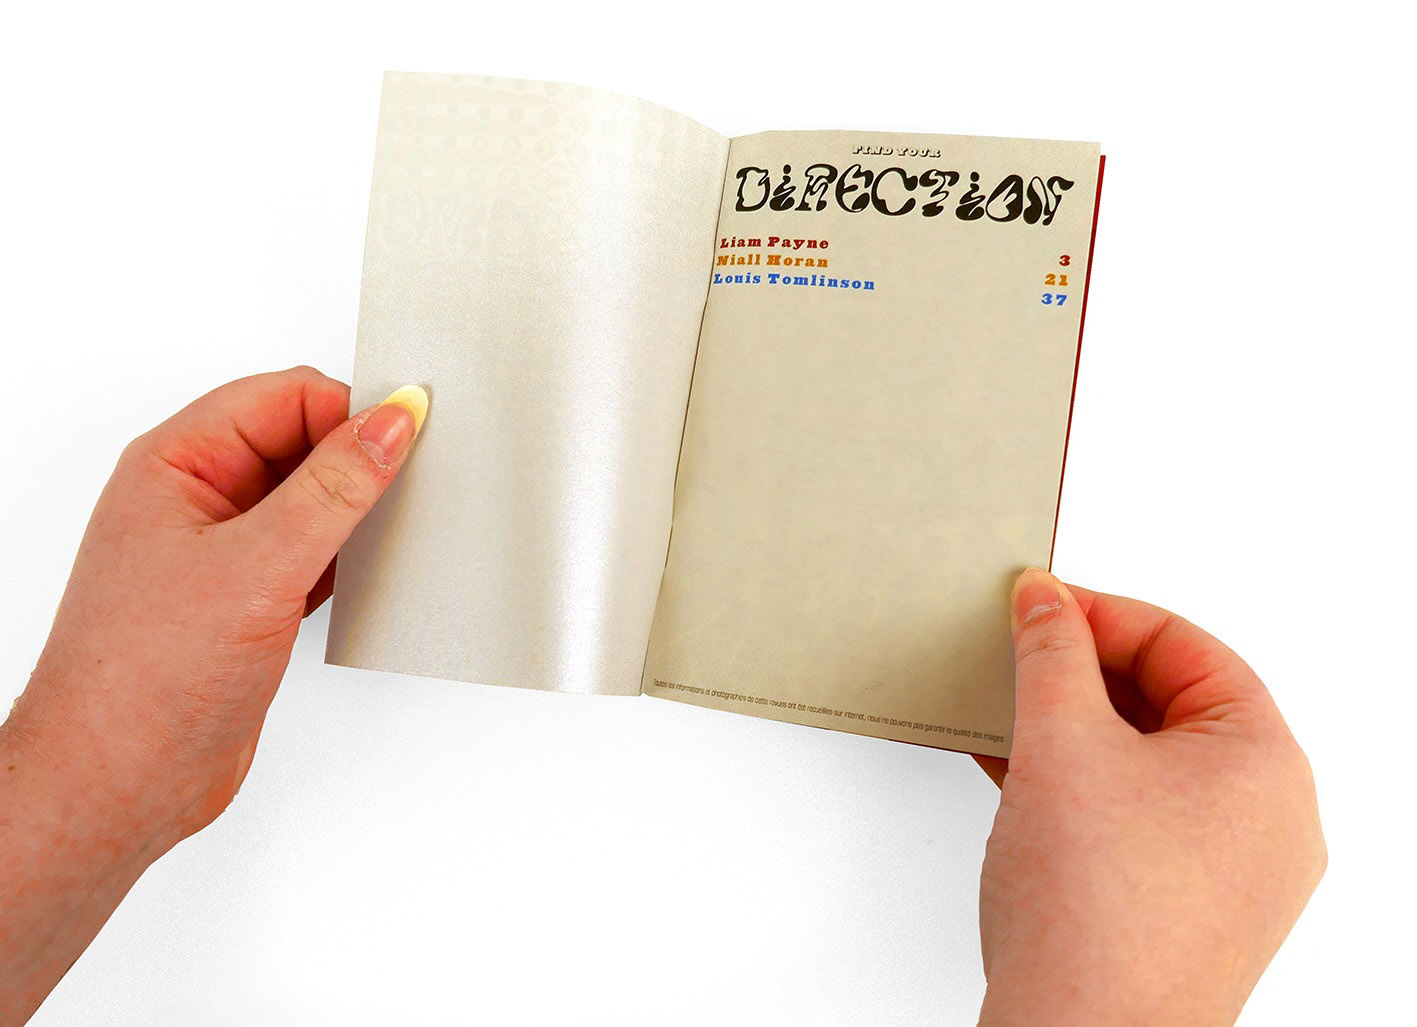 FIND YOUR
DiRECTiON
Liam Payne 3
Niall Horan 21
Louis Tomlinson 37
Toutes les informations et photographies de cette revues ont été recueillies sur internet, nous ne pouvons pas garantir la qualité des images